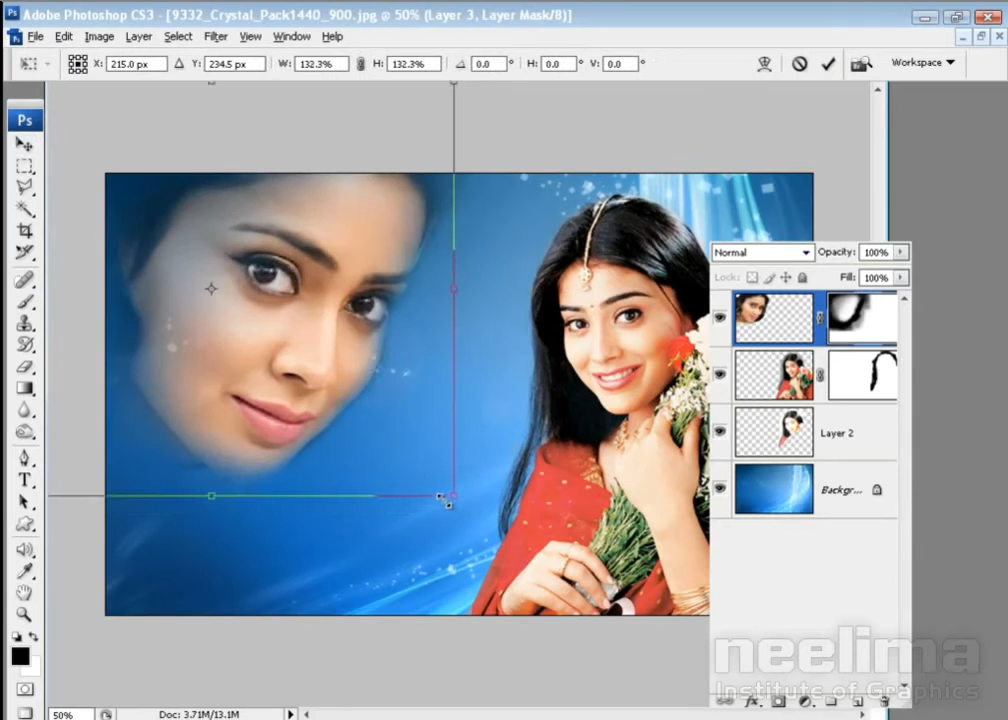 Adobe Photoshop CS3 - [9332_Crystal_Pack1440_900.jpg @ 50% (Layer 3, Layer Mask/8)]
File Edit Image Layer Select Filter View Window Help
X: 215.0 px Y: 234.5 px W: 132.3% H: 132.3% 0.0 ° H: 0.0 ° V: 0.0 ° Workspace
Ps
Normal Opacity: 100%
Lock: Fill: 100%
Layer 2
Backgr...
T
neelima
Institute of Graphics
fx
50% Doc: 3.71M/13.1M